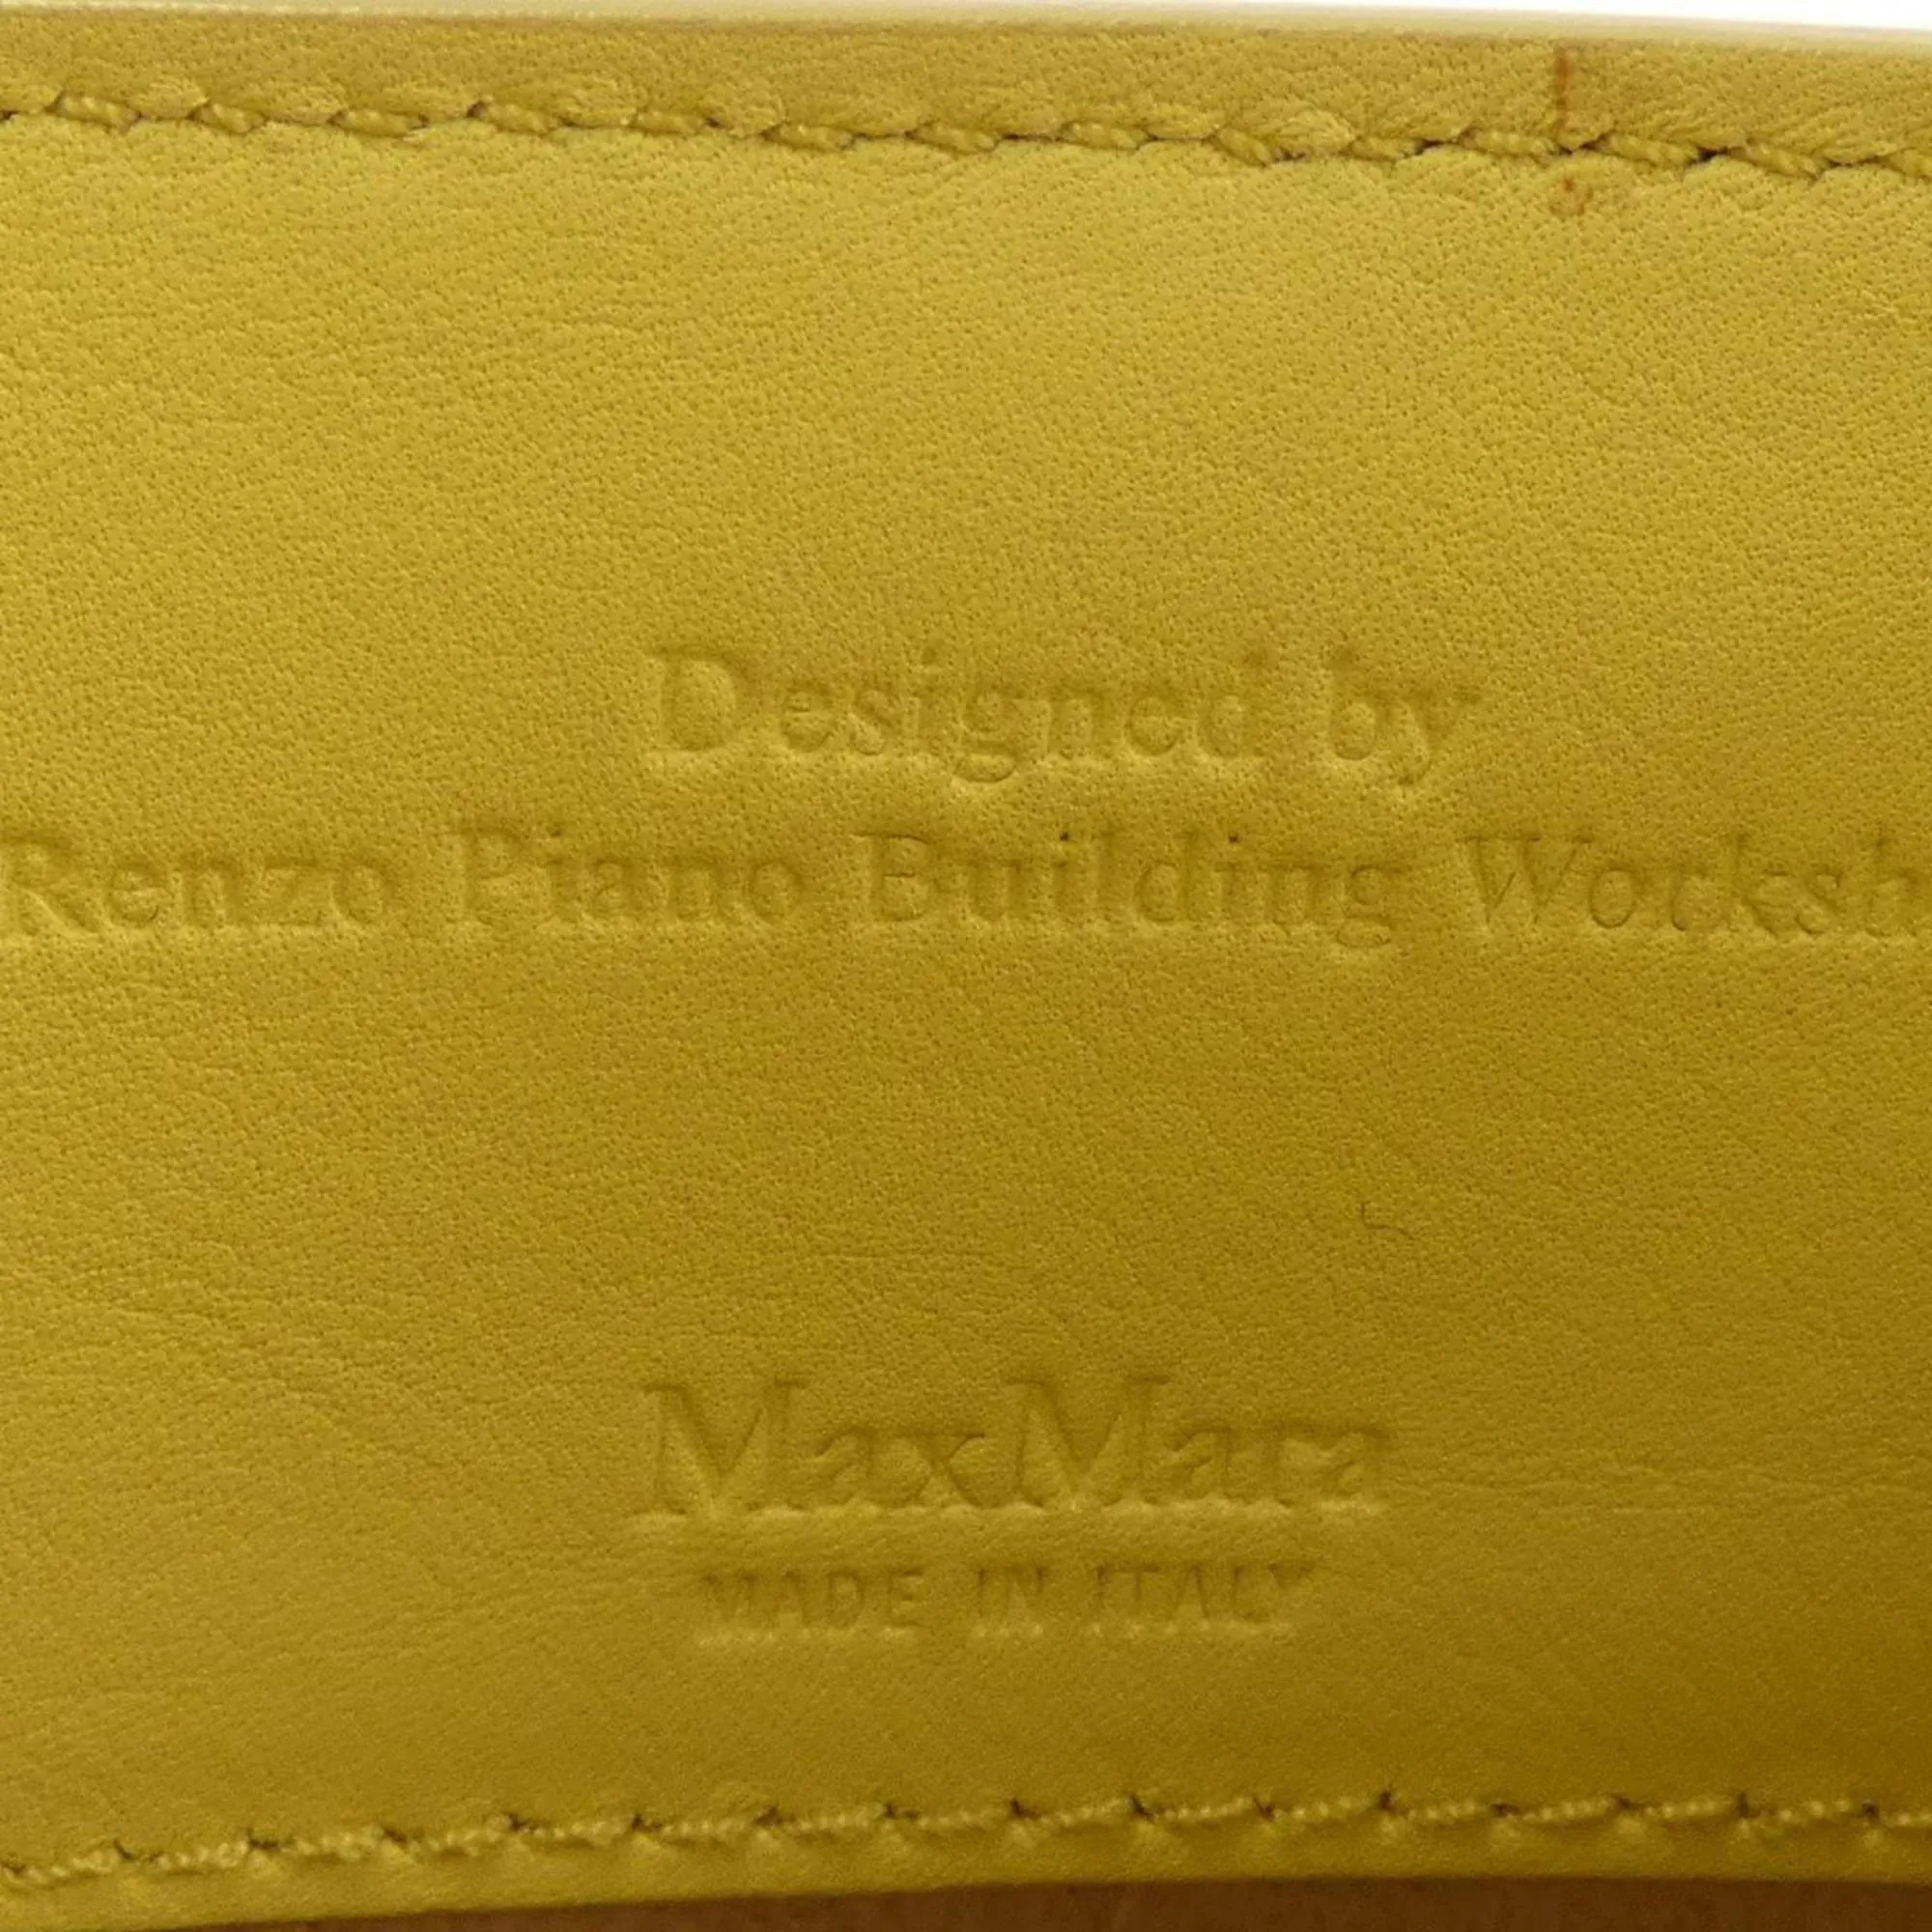 Designed by
Renzo Piano Building Worksh
MaxMara
MADE IN ITALY